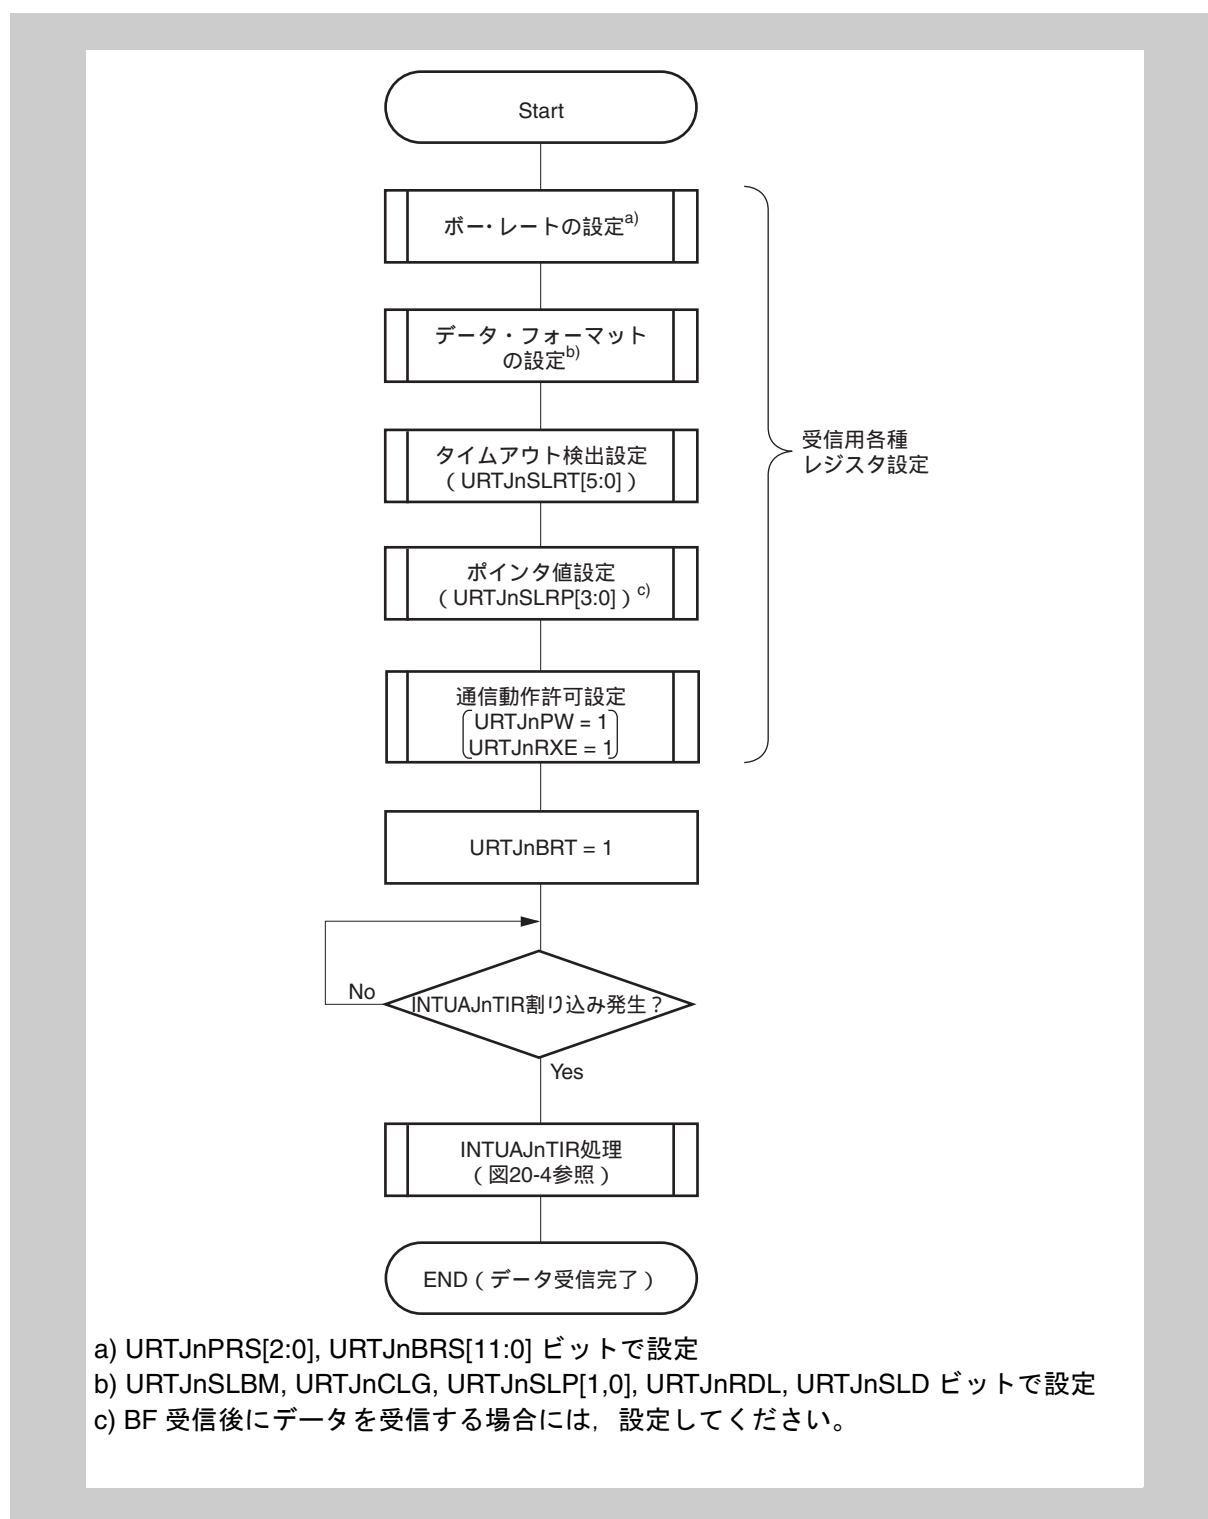 Start
ボー・レートの設定a)
データ・フォーマット
の設定b)
タイムアウト検出設定
（URTJnSLRT[5:0]）
ポインタ値設定
（URTJnSLRP[3:0]）c)
通信動作許可設定
URTJnPW = 1
URTJnRXE = 1
受信用各種
レジスタ設定
URTJnBRT = 1
No
INTUAJnTIR割り込み発生？
Yes
INTUAJnTIR処理
（図20-4参照）
END（データ受信完了）
a) URTJnPRS[2:0], URTJnBRS[11:0] ビットで設定
b) URTJnSLBM, URTJnCLG, URTJnSLP[1,0], URTJnRDL, URTJnSLD ビットで設定
c) BF 受信後にデータを受信する場合には，設定してください。